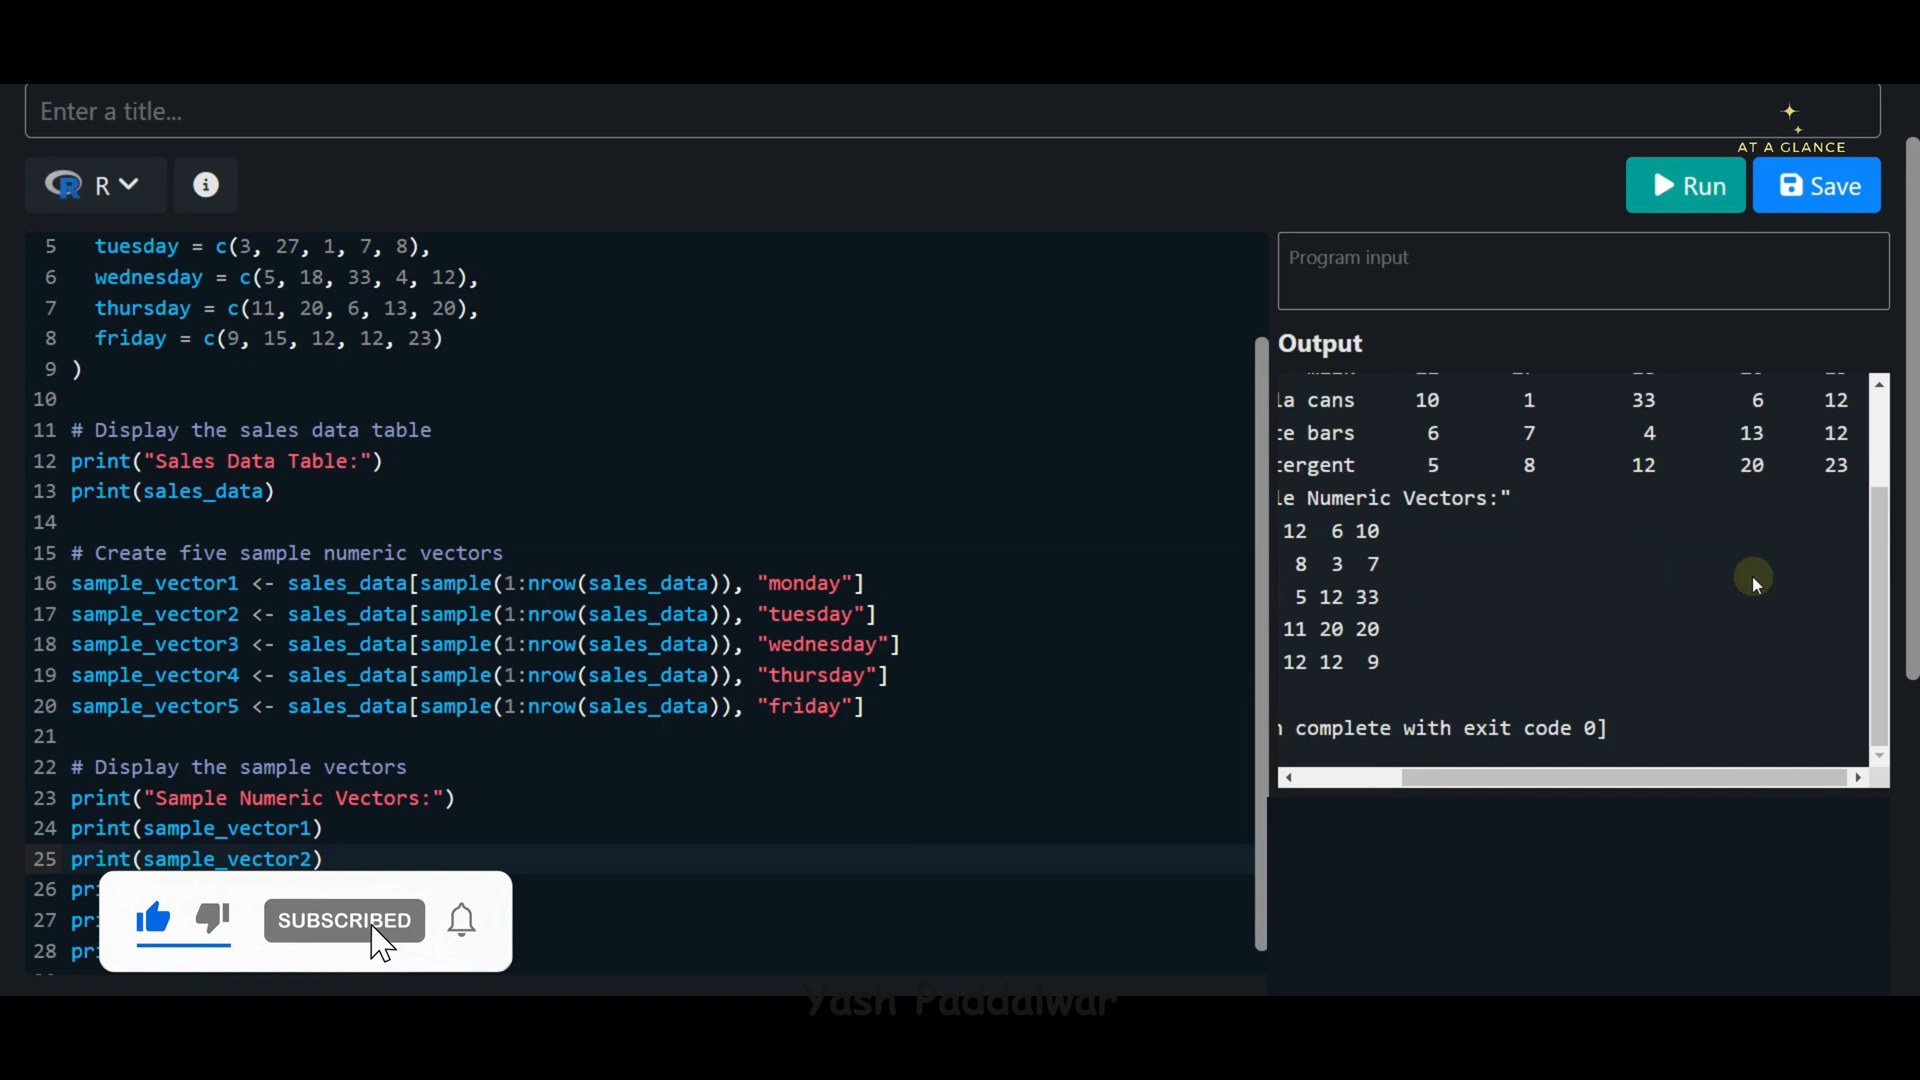 Enter a title...
AT A GLANCE
R
Run
Save
5 tuesday = c(3, 27, 1, 7, 8),
6 wednesday = c(5, 18, 33, 4, 12),
7 thursday = c(11, 20, 6, 13, 20),
8 friday = c(9, 15, 12, 12, 23)
9 )
10
11 # Display the sales data table
12 print("Sales Data Table:")
13 print(sales_data)
14
15 # Create five sample numeric vectors
16 sample_vector1 <- sales_data[sample(1:nrow(sales_data)), "monday"]
17 sample_vector2 <- sales_data[sample(1:nrow(sales_data)), "tuesday"]
18 sample_vector3 <- sales_data[sample(1:nrow(sales_data)), "wednesday"]
19 sample_vector4 <- sales_data[sample(1:nrow(sales_data)), "thursday"]
20 sample_vector5 <- sales_data[sample(1:nrow(sales_data)), "friday"]
21
22 # Display the sample vectors
23 print("Sample Numeric Vectors:")
24 print(sample_vector1)
25 print(sample_vector2)
26
27
28
SUBSCRIBED
Program input
Output
la cans 10 1 33 6 12
te bars 6 7 4 13 12
tergent 5 8 12 20 23
le Numeric Vectors:"
12 6 10
8 3 7
5 12 33
11 20 20
12 12 9
complete with exit code 0]
Yash Paddalwar